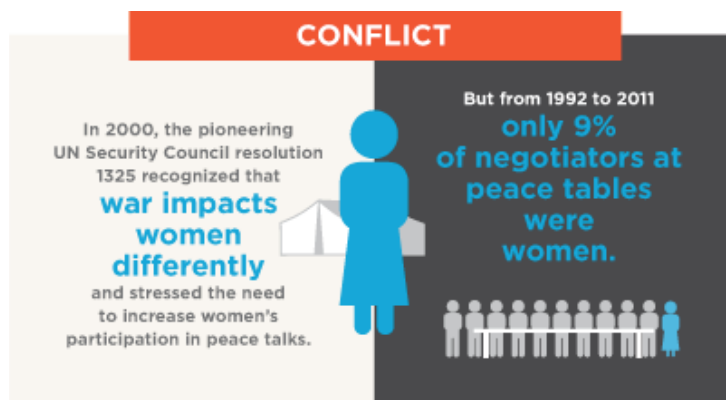 CONFLICT
In 2000, the pioneering
UN Security Council resolution
1325 recognized that
war impacts
women
differently
and stressed the need
to increase women's
participation in peace talks.
But from 1992 to 2011
only 9%
of negotiators at
peace tables
were
women.